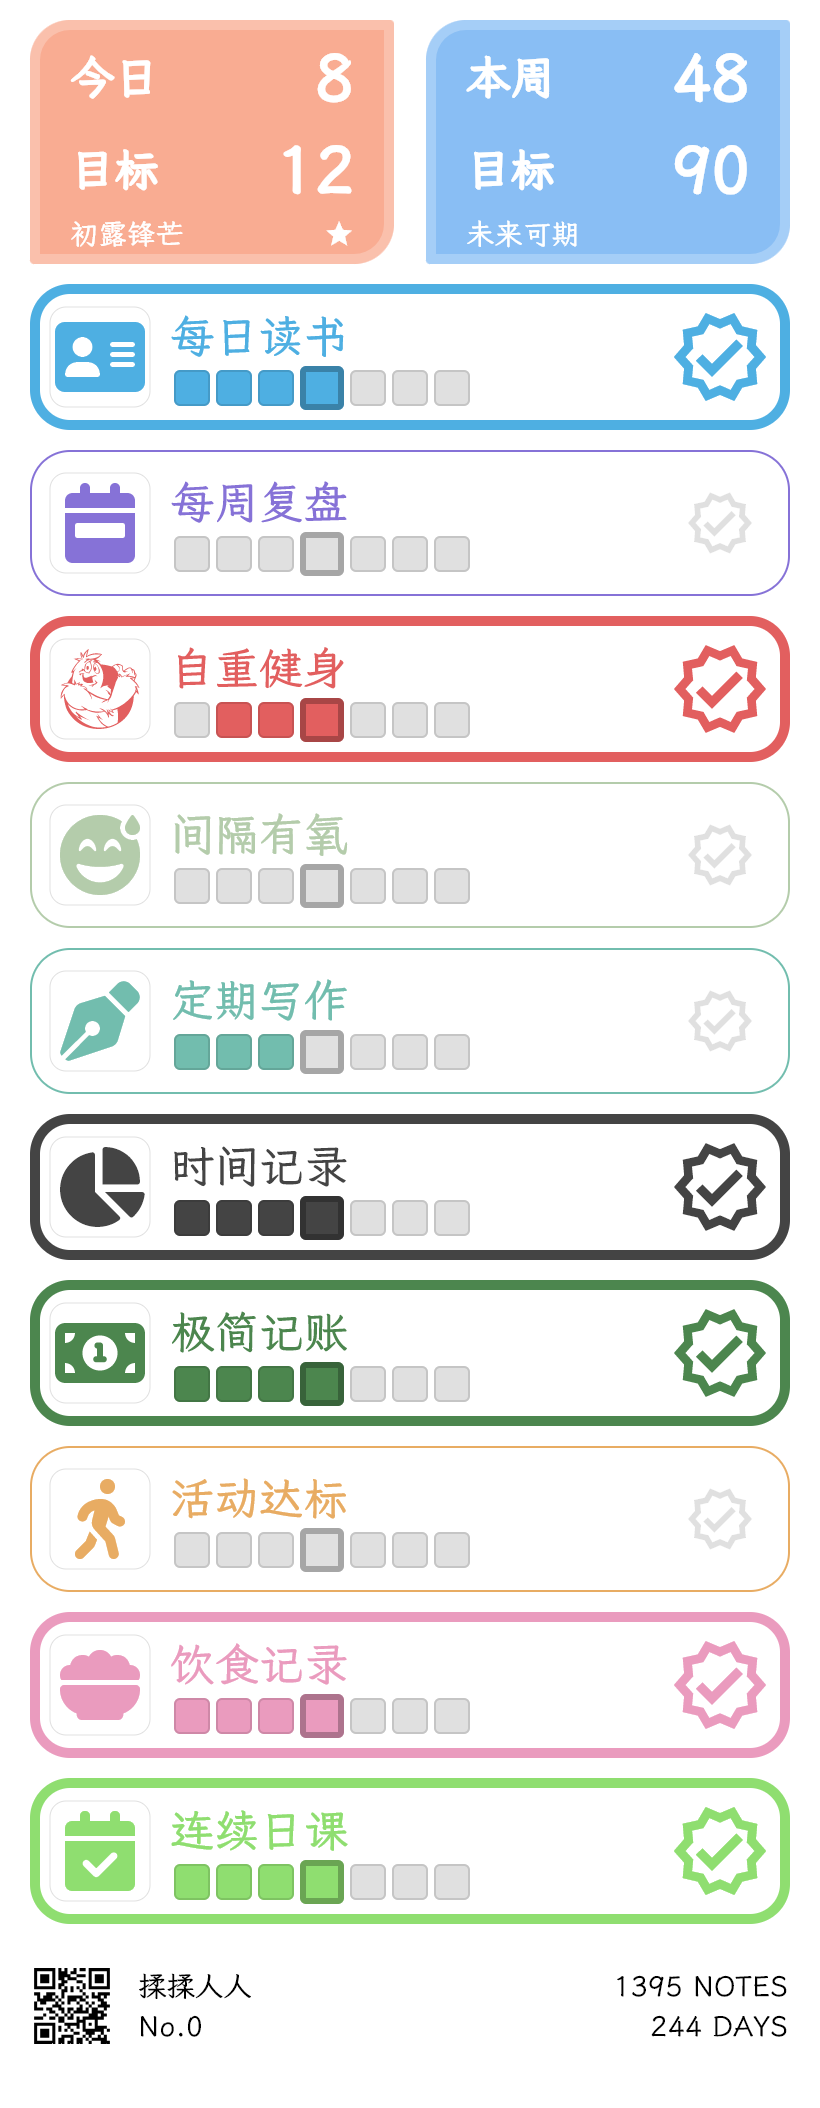 今日 8
目标 12
初露锋芒
本周 48
目标 90
未来可期
每日读书
每周复盘
自重健身
间隔有氧
定期写作
时间记录
极简记账
1
活动达标
饮食记录
连续日课
揉揉人人
No.0
1395 NOTES
244 DAYS